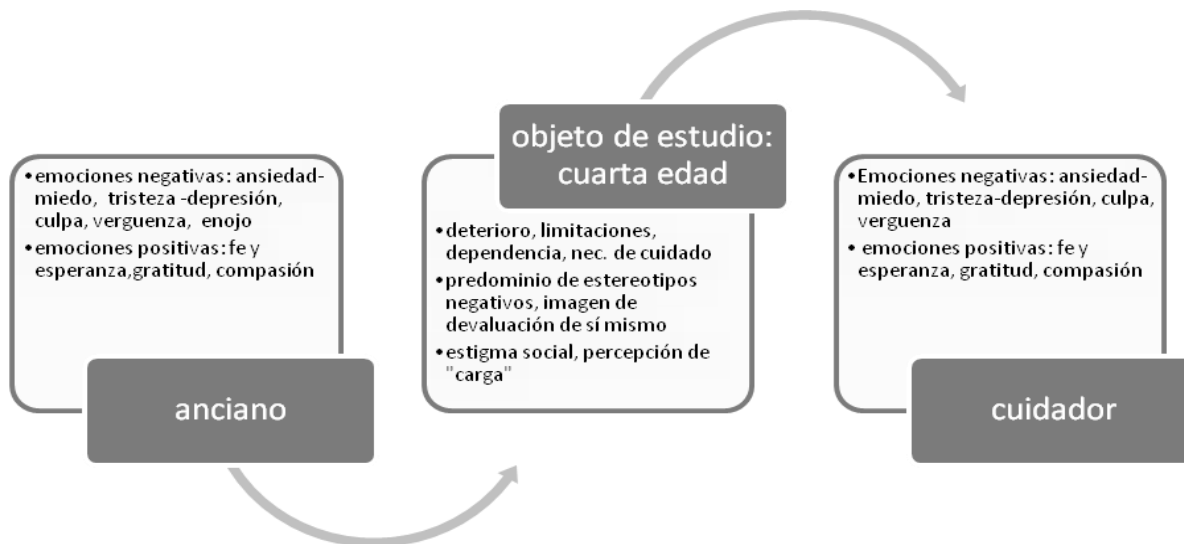 •emociones negativas: ansiedad-
miedo, tristeza -depresión,
culpa, verguenza, enojo
•emociones positivas: fe y
esperanza,gratitud, compasión
anciano
objeto de estudio:
cuarta edad
•deterioro, limitaciones,
dependencia, nec. de cuidado
•predominio de estereotipos
negativos, imagen de
devaluación de sí mismo
•estigma social, percepción de
"carga"
•Emociones negativas: ansiedad-
miedo, tristeza-depresión, culpa,
verguenza
• emociones positivas: fe y
esperanza, gratitud, compasión
cuidador